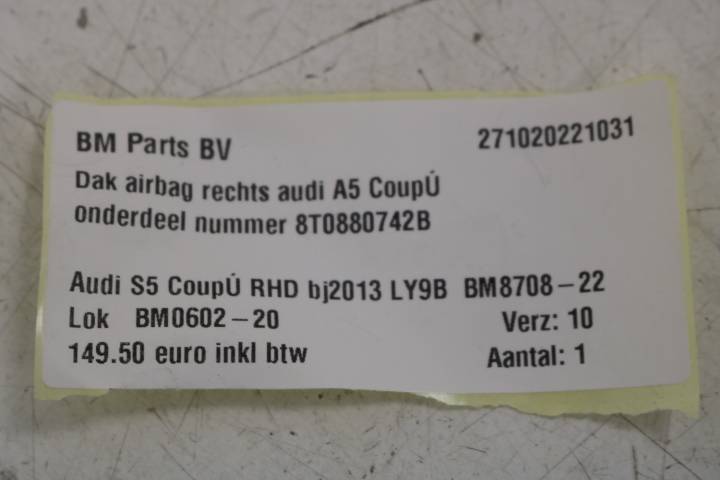 BM Parts BV 271020221031
Dak airbag rechts audi A5 CoupÚ
onderdeel nummer 8T0880742B
Audi S5 CoupÚ RHD bj2013 LY9B BM8708-22
Lok BM0602-20 Verz: 10
149.50 euro inkl btw Aantal: 1